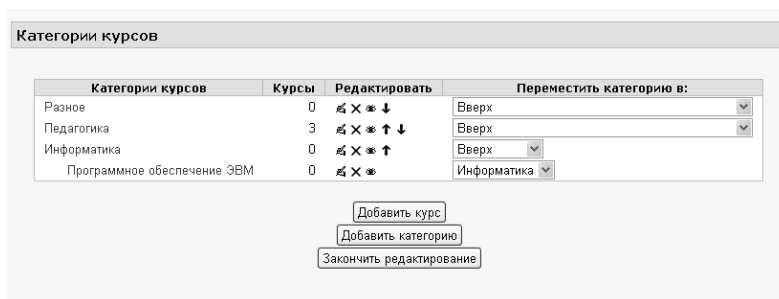 Категории курсов
Категории курсов Курсы Редактировать Переместить категорию в:
Разное 0 Вверх
Педагогика 3 Вверх
Информатика 0 Вверх
Программное обеспечение ЭВМ 0 Информатика
Добавить курс
Добавить категорию
Закончить редактирование